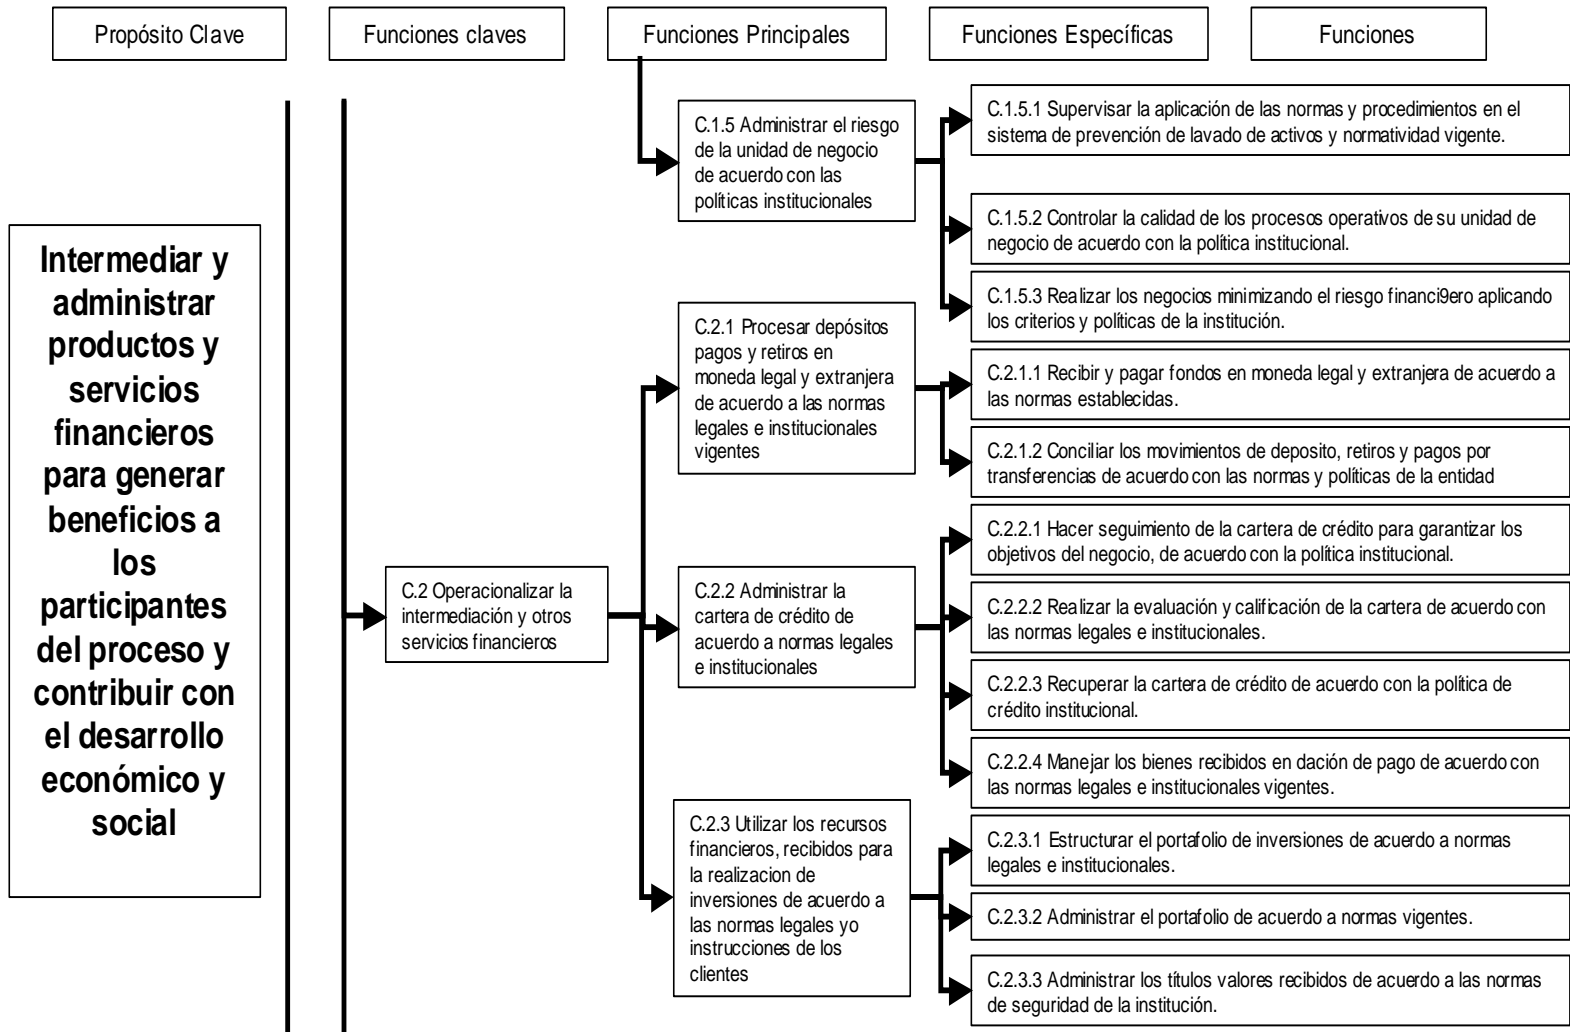 Propósito Clave
Funciones claves
Funciones Principales
Funciones Específicas
Funciones
Intermediar y
administrar
productos y
servicios
financieros
para generar
beneficios a
los
participantes
del proceso y
contribuir con
el desarrollo
económico y
social
C.2 Operacionalizar la
intermediación y otros
servicios financieros
C.1.5 Administrar el riesgo
de la unidad de negocio
de acuerdo con las
políticas institucionales
C.2.1 Procesar depósitos
pagos y retiros en
moneda legal y extranjera
de acuerdo a las normas
legales e institucionales
vigentes
C.2.2 Administrar la
cartera de crédito de
acuerdo a normas legales
e institucionales
C.2.3 Utilizar los recursos
financieros, recibidos para
la realizacion de
inversiones de acuerdo a
las normas legales yo
instrucciones de los
clientes
C.1.5.1 Supervisar la aplicación de las normas y procedimientos en el
sistema de prevención de lavado de activos y normatividad vigente.
C.1.5.2 Controlar la calidad de los procesos operativos de su unidad de
negocio de acuerdo con la política institucional.
C.1.5.3 Realizar los negocios minimizando el riesgo financi9ero aplicando
los criterios y políticas de la institución.
C.2.1.1 Recibir y pagar fondos en moneda legal y extranjera de acuerdo a
las normas establecidas.
C.2.1.2 Conciliar los movimientos de deposito, retiros y pagos por
transferencias de acuerdo con las normas y políticas de la entidad
C.2.2.1 Hacer seguimiento de la cartera de crédito para garantizar los
objetivos del negocio, de acuerdo con la política institucional.
C.2.2.2 Realizar la evaluación y calificación de la cartera de acuerdo con
las normas legales e institucionales.
C.2.2.3 Recuperar la cartera de crédito de acuerdo con la política de
crédito institucional.
C.2.2.4 Manejar los bienes recibidos en dación de pago de acuerdo con
las normas legales e institucionales vigentes.
C.2.3.1 Estructurar el portafolio de inversiones de acuerdo a normas
legales e institucionales.
C.2.3.2 Administrar el portafolio de acuerdo a normas vigentes.
C.2.3.3 Administrar los títulos valores recibidos de acuerdo a las normas
de seguridad de la institución.